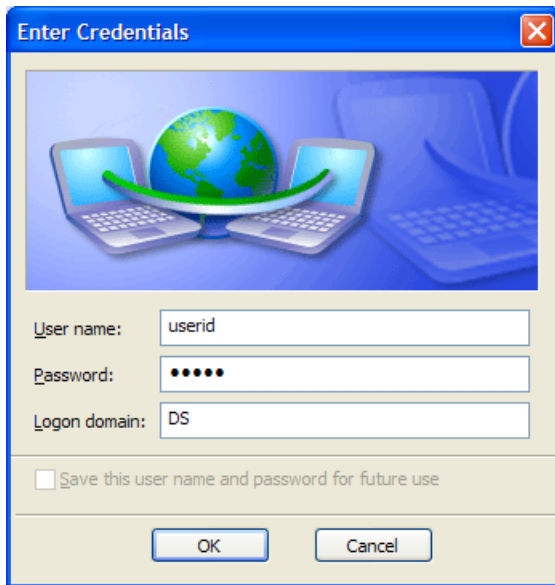 Enter Credentials
User name: userid
Password: •••••
Logon domain: DS
Save this user name and password for future use
OK Cancel